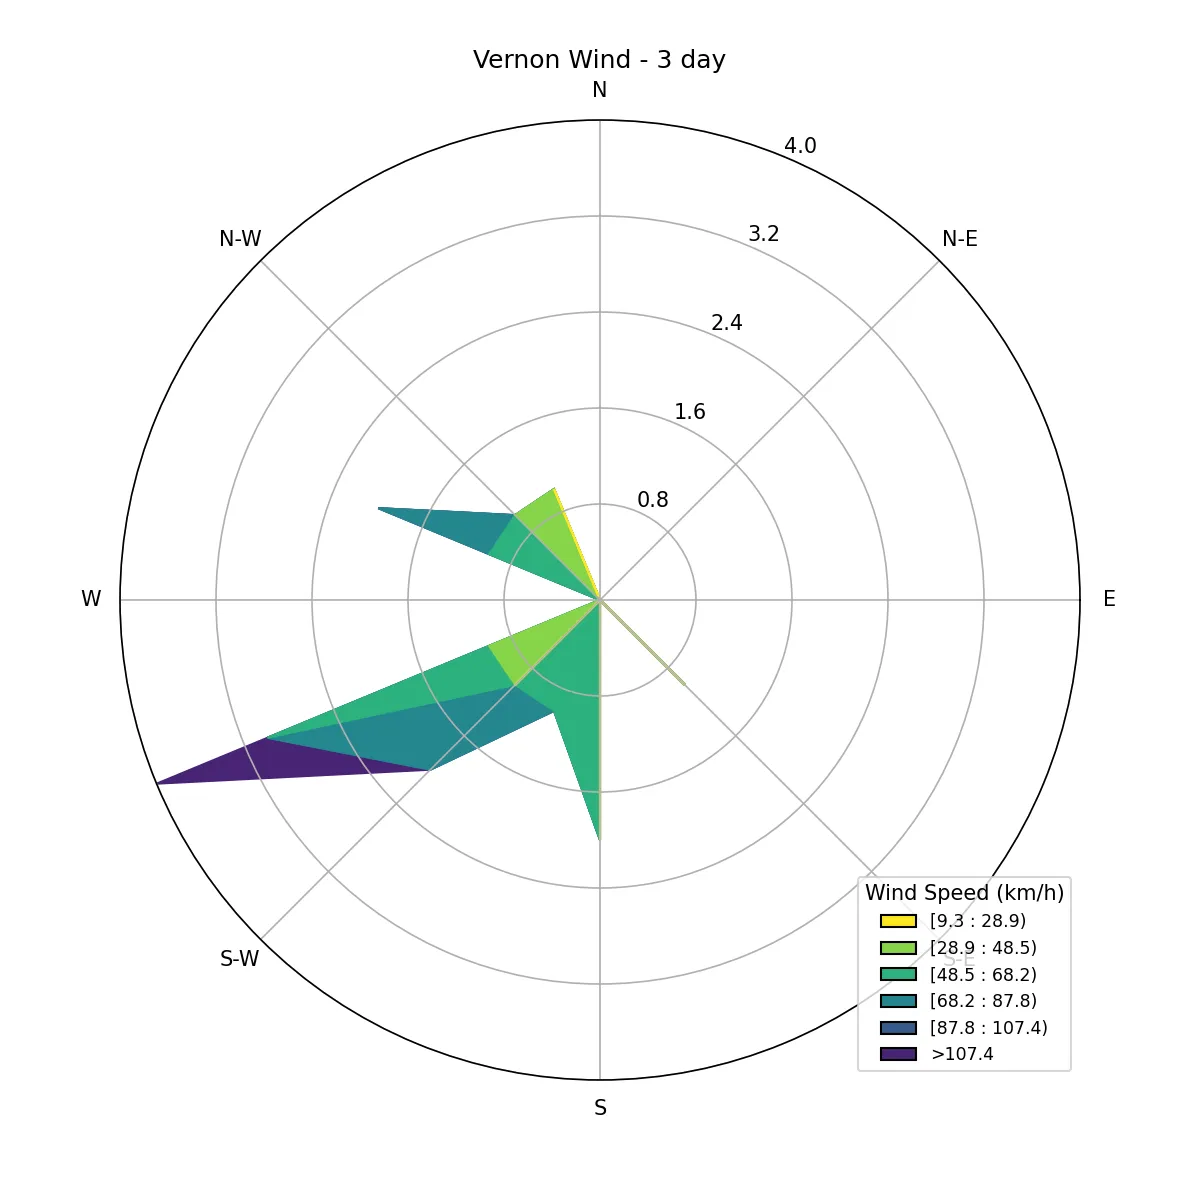 Vernon Wind - 3 day
N
4.0
N-W
3.2
N-E
2.4
1.6
0.8
W
E
S-W
S-E
S
Wind Speed (km/h)
[9.3 : 28.9)
[28.9 : 48.5)
[48.5 : 68.2)
[68.2 : 87.8)
[87.8 : 107.4)
>107.4